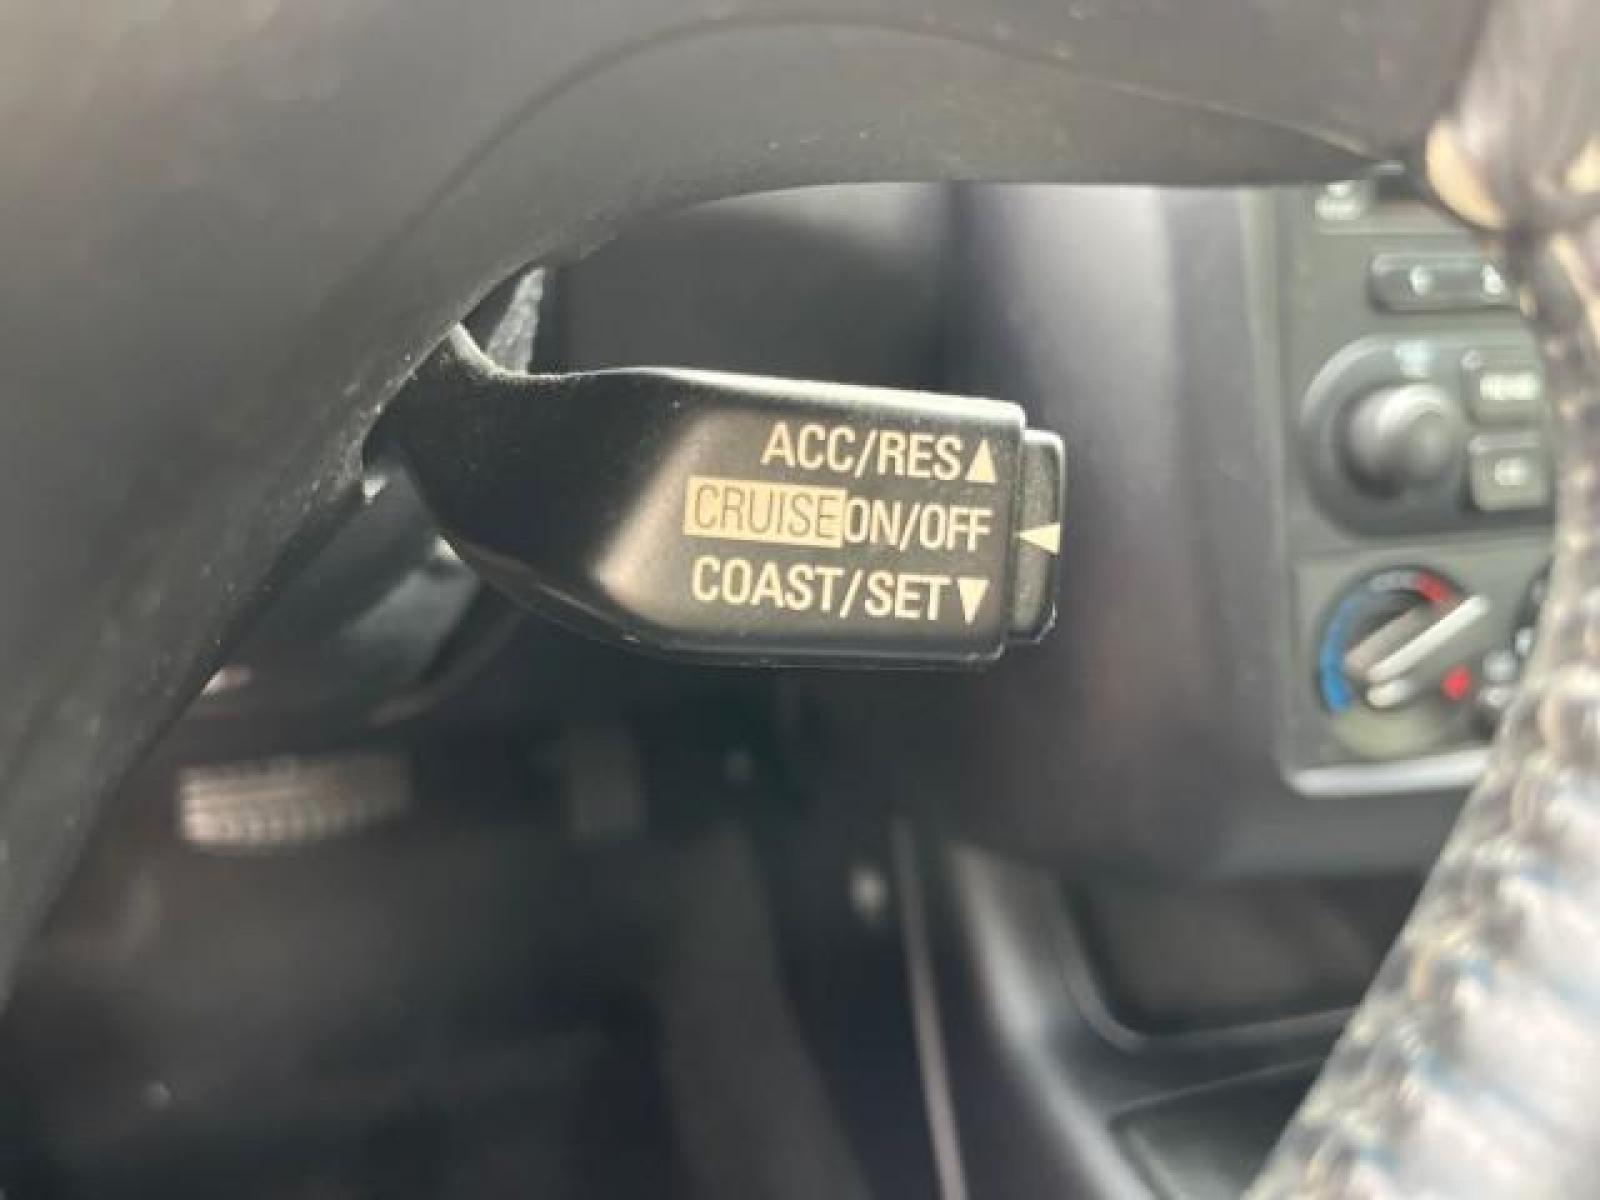 ACC/RES▲
CRUISE ON/OFF
COAST/SET▼